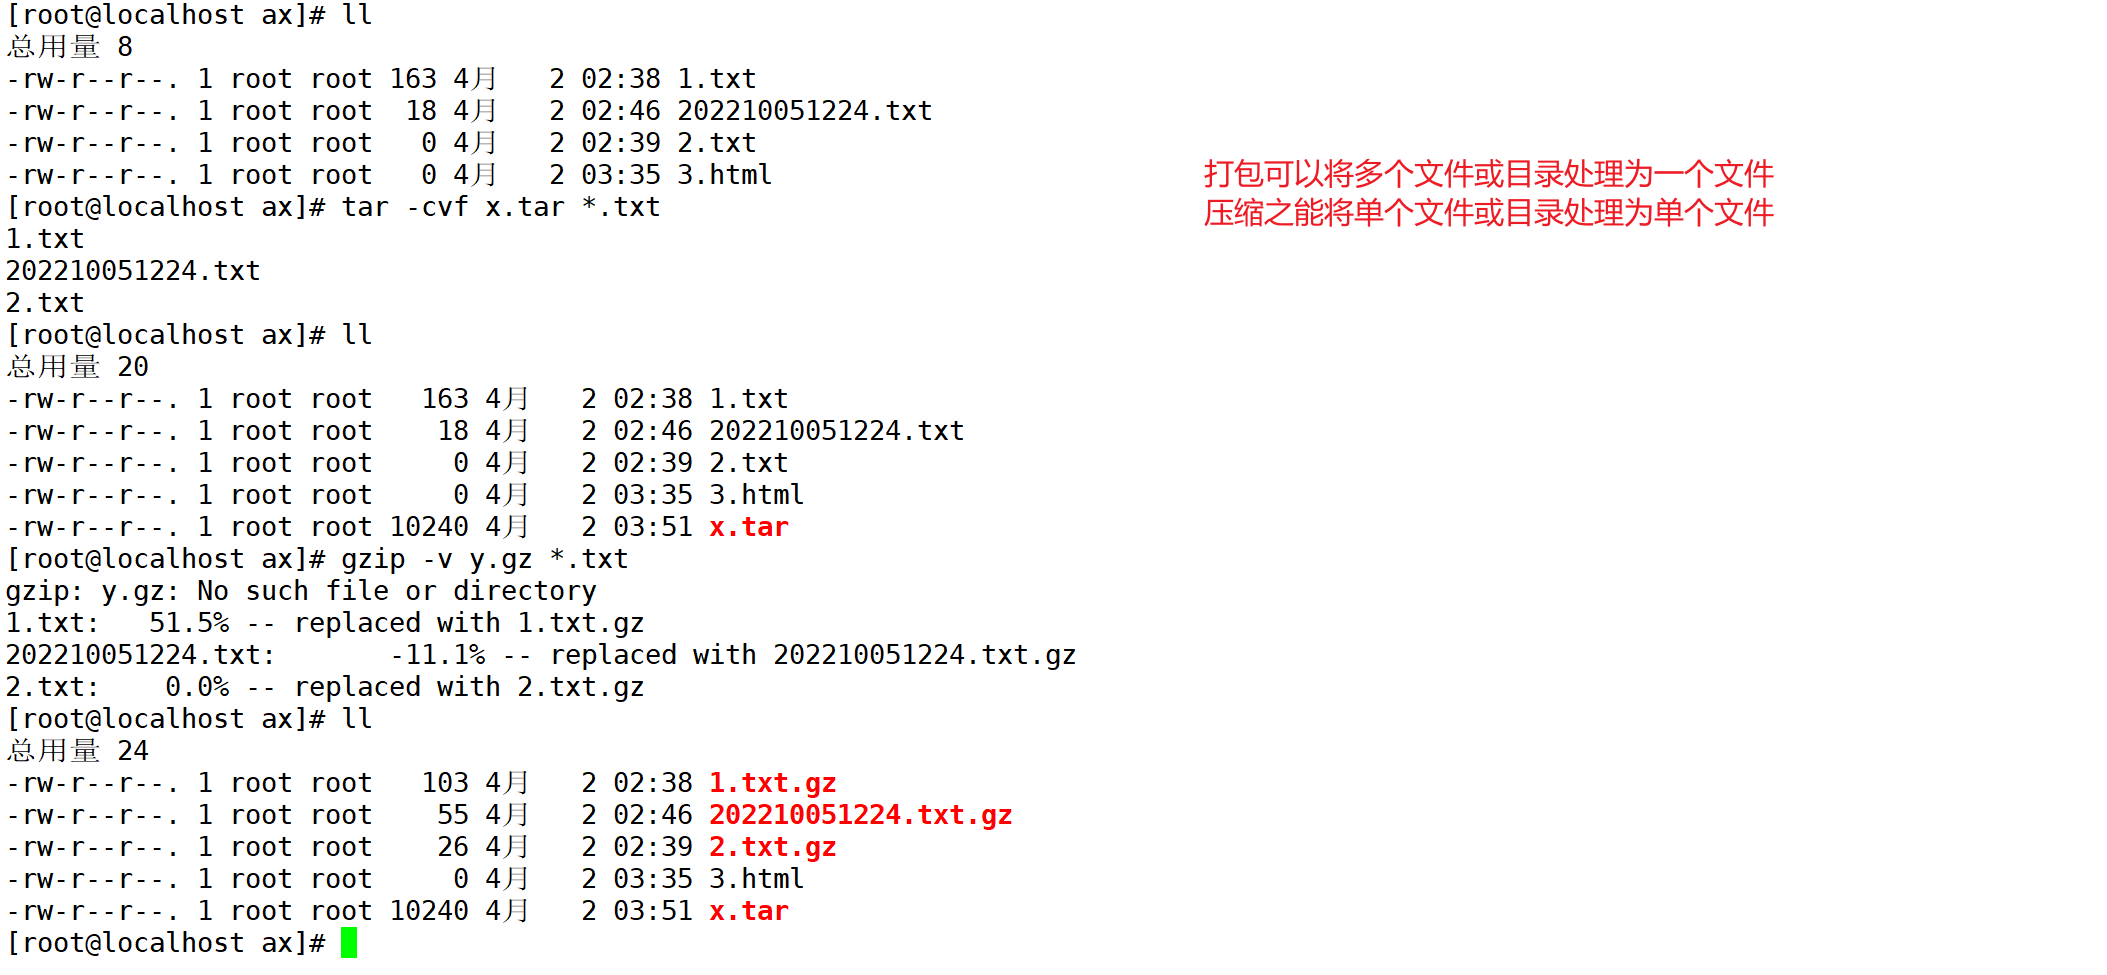 [root@localhost ax]# ll
总用量 8
-rw-r--r--. 1 root root 163 4月   2 02:38 1.txt
-rw-r--r--. 1 root root  18 4月   2 02:46 202210051224.txt
-rw-r--r--. 1 root root   0 4月   2 02:39 2.txt
-rw-r--r--. 1 root root   0 4月   2 03:35 3.html
[root@localhost ax]# tar -cvf x.tar *.txt
1.txt
202210051224.txt
2.txt
[root@localhost ax]# ll
总用量 20
-rw-r--r--. 1 root root   163 4月   2 02:38 1.txt
-rw-r--r--. 1 root root    18 4月   2 02:46 202210051224.txt
-rw-r--r--. 1 root root     0 4月   2 02:39 2.txt
-rw-r--r--. 1 root root     0 4月   2 03:35 3.html
-rw-r--r--. 1 root root 10240 4月   2 03:51 x.tar
[root@localhost ax]# gzip -v y.gz *.txt
gzip: y.gz: No such file or directory
1.txt:   51.5% -- replaced with 1.txt.gz
202210051224.txt:       -11.1% -- replaced with 202210051224.txt.gz
2.txt:    0.0% -- replaced with 2.txt.gz
[root@localhost ax]# ll
总用量 24
-rw-r--r--. 1 root root   103 4月   2 02:38 1.txt.gz
-rw-r--r--. 1 root root    55 4月   2 02:46 202210051224.txt.gz
-rw-r--r--. 1 root root    26 4月   2 02:39 2.txt.gz
-rw-r--r--. 1 root root     0 4月   2 03:35 3.html
-rw-r--r--. 1 root root 10240 4月   2 03:51 x.tar
[root@localhost ax]#
打包可以将多个文件或目录处理为一个文件
压缩之能将单个文件或目录处理为单个文件